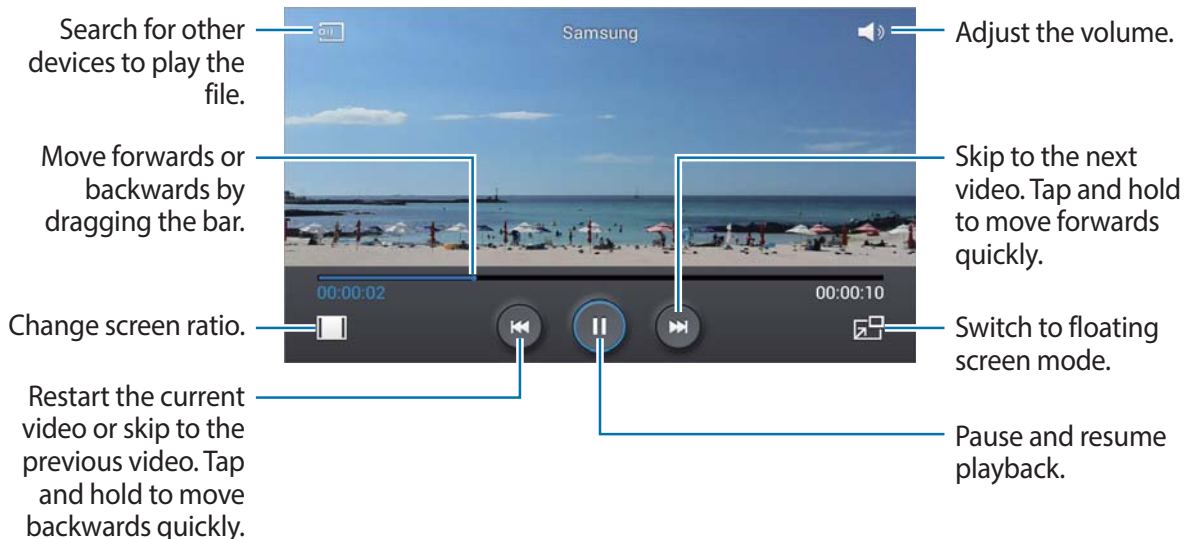 Search for other
devices to play the
file.
Samsung
Adjust the volume.
Move forwards or
backwards by
dragging the bar.
Skip to the next
video. Tap and hold
to move forwards
quickly.
00:00:02
00:00:10
Change screen ratio.
Switch to floating
screen mode.
Restart the current
video or skip to the
previous video. Tap
and hold to move
backwards quickly.
Pause and resume
playback.